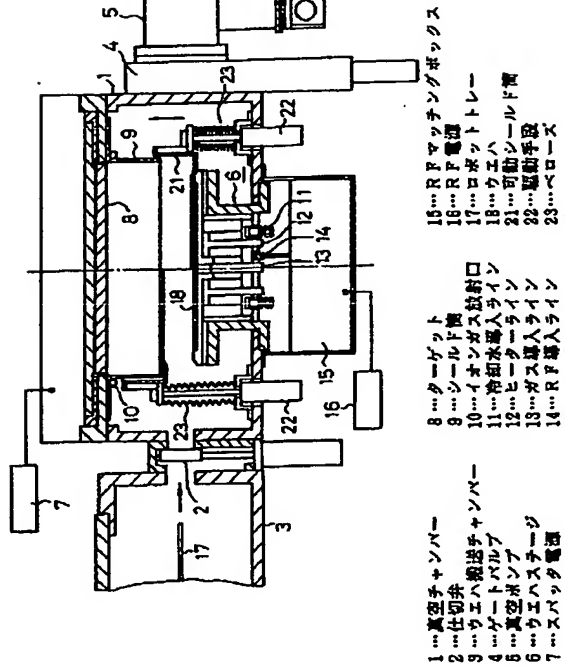 5
4
1
23
22
9
21
6
8
11
12
13
14
18
15
10
23
22
16
7
2
17
3
1…真空チャンバー
2…仕切弁
3…ウエハ搬送チャンバー
4…ゲートバルブ
5…真空ポンプ
6…ウエハステージ
7…スパッタ電源
8…ターゲット
9…シールド筒
10…イオンガス放射口
11…冷却水導入ライン
12…ヒーターライン
13…ガス導入ライン
14…RF導入ライン
15…RFマッチングボックス
16…RF電源
17…ロボットトレー
18…ウエハ
21…可動シールド筒
22…駆動手段
23…ベローズ